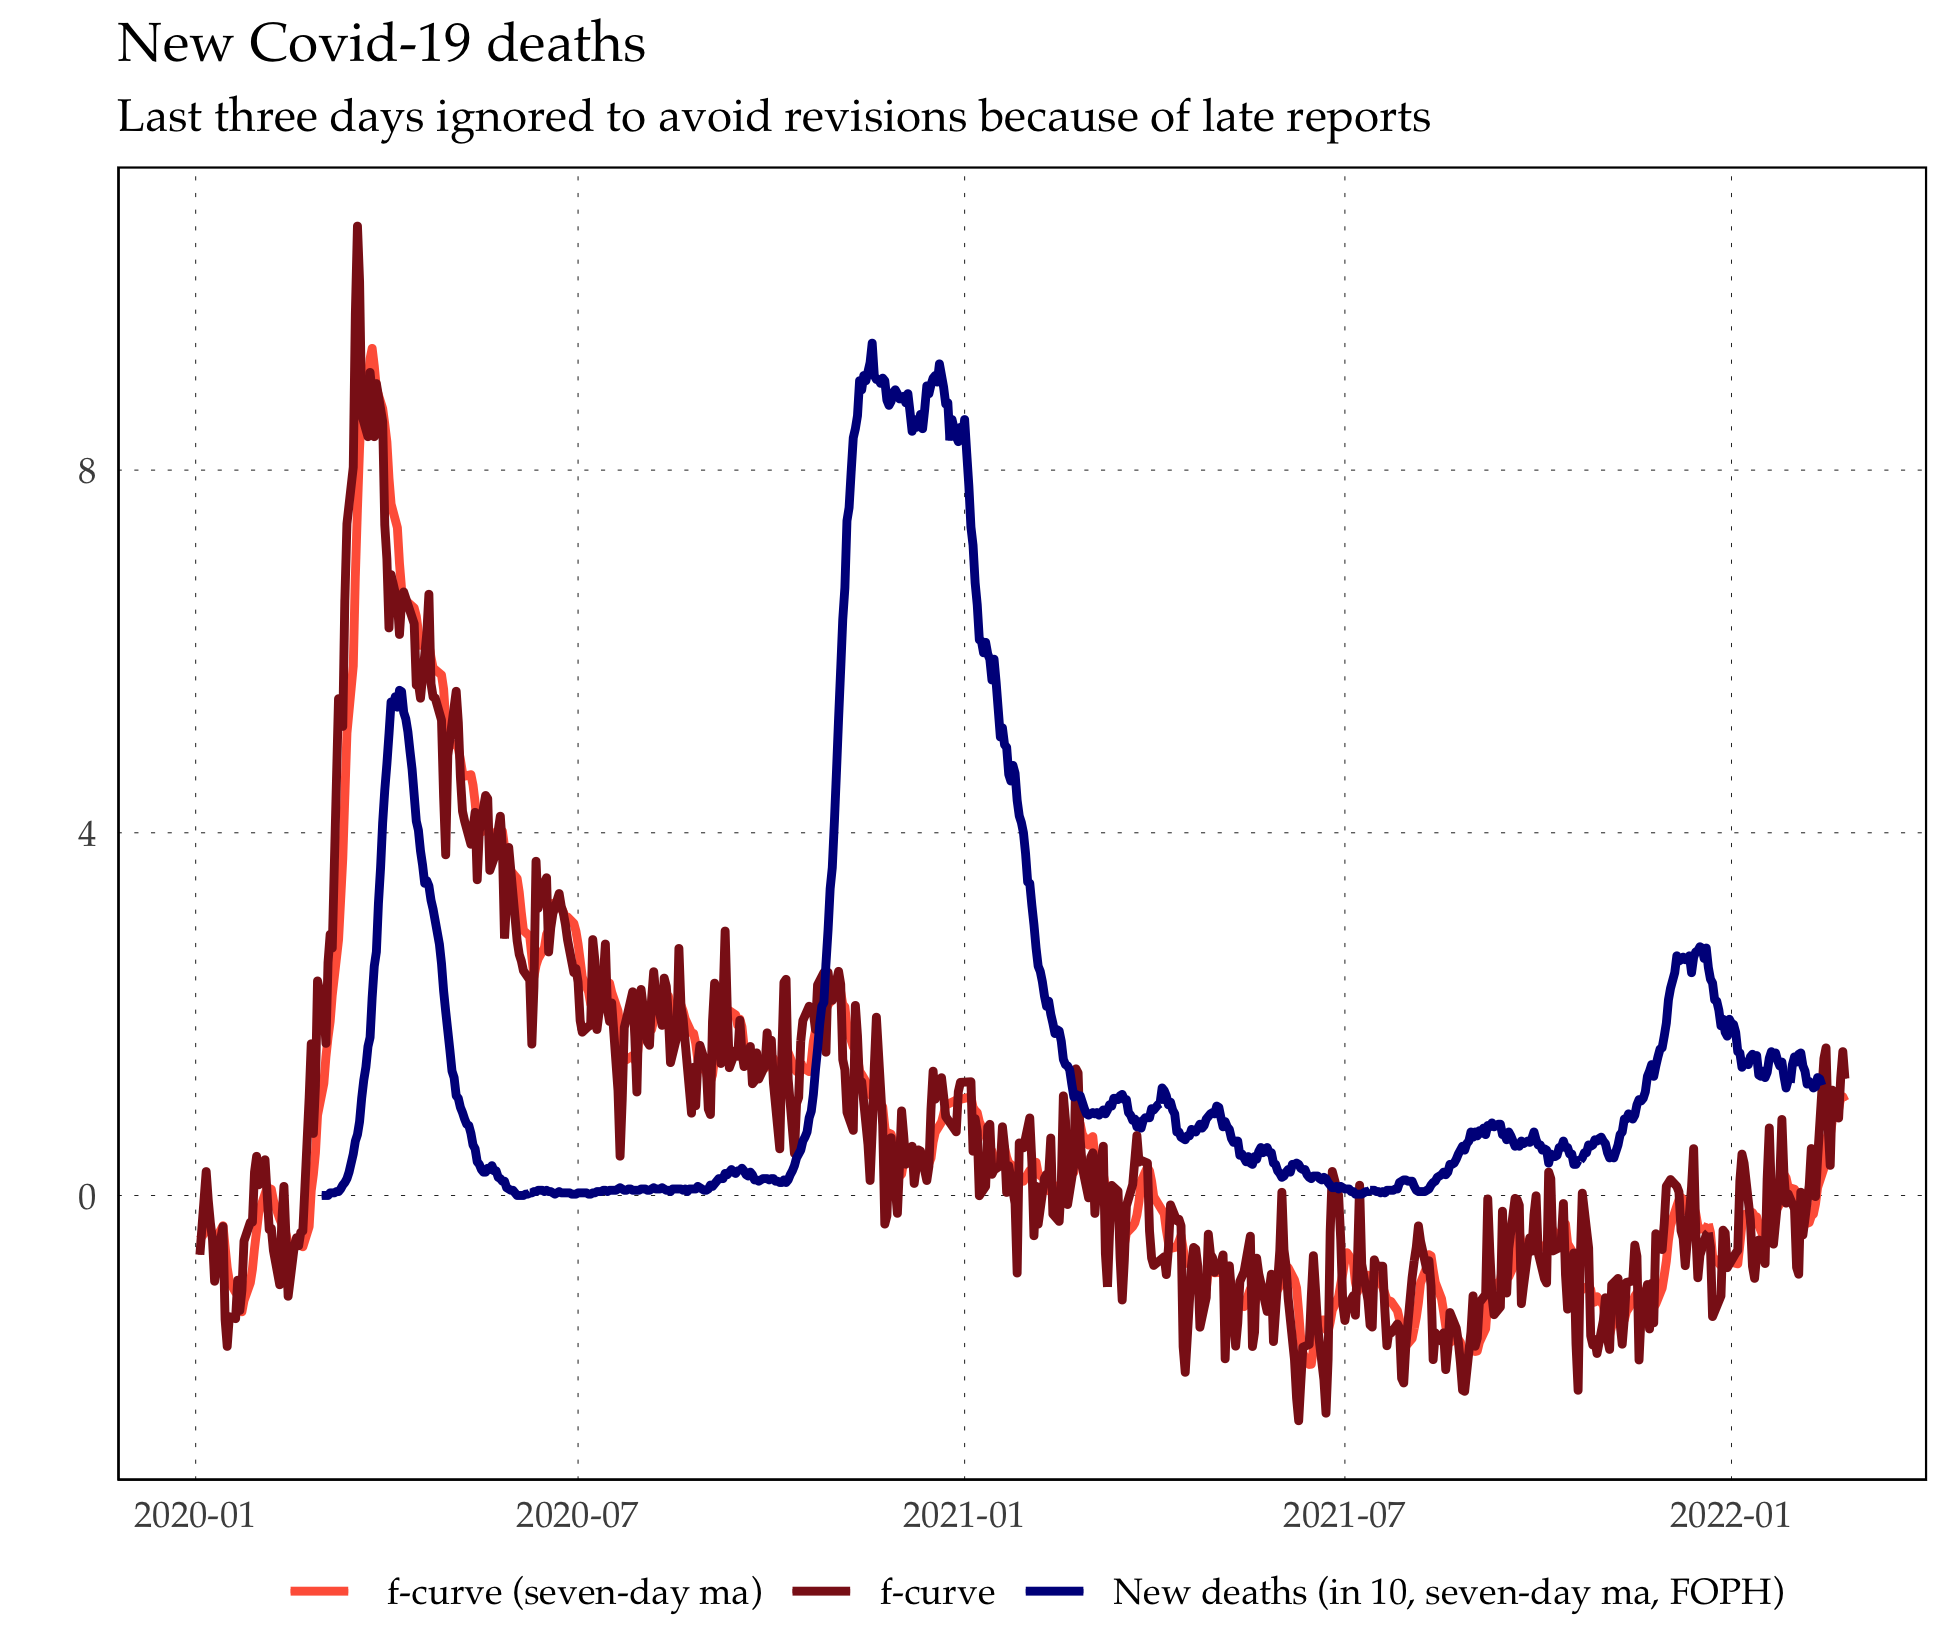 New Covid-19 deaths
Last three days ignored to avoid revisions because of late reports
8
4
0
2020-01 2020-07 2021-01 2021-07 2022-01
f-curve (seven-day ma) f-curve New deaths (in 10, seven-day ma, FOPH)